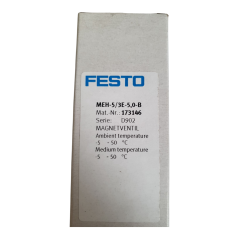 FESTO
MEH-5/3E-5,0-B
Mat. Nr.: 173146
Serie: D902
MAGNETVENTIL
Ambient temperature
-5 - 50 °C
Medium temperature
-5 - 50 °C